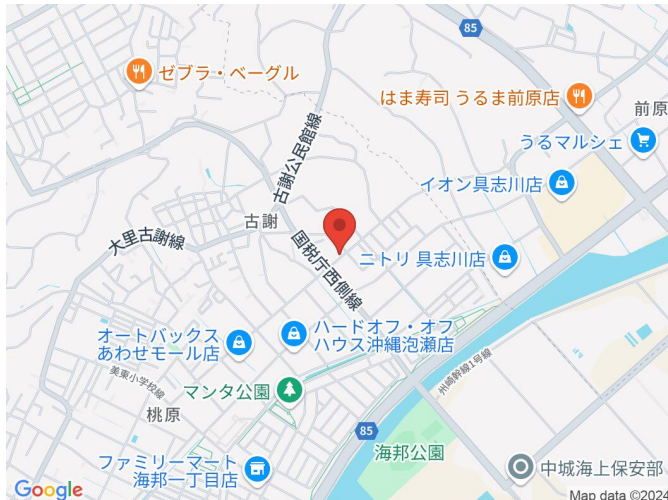 85
ゼブラ・ベーグル
はま寿司 うるま前原店
前原
うるマルシェ
古謝公民館線
イオン具志川店
古謝
大里古謝線
国税庁西側線
ニトリ 具志川店
オートバックス
あわせモール店
ハードオフ・オフ
ハウス沖縄泡瀬店
州崎幹線1号線
美東小学校線
マンタ公園
桃原
85
海邦公園
ファミリーマート
海邦一丁目店
中城海上保安部
Google
Map data ©2024